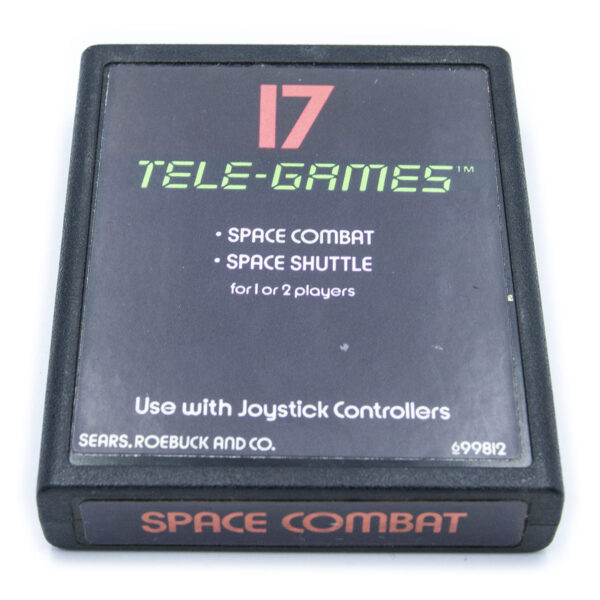 17
TELE-GAMES™
• SPACE COMBAT
• SPACE SHUTTLE
for 1 or 2 players
Use with Joystick Controllers
SEARS, ROEBUCK AND CO.
699812
SPACE COMBAT